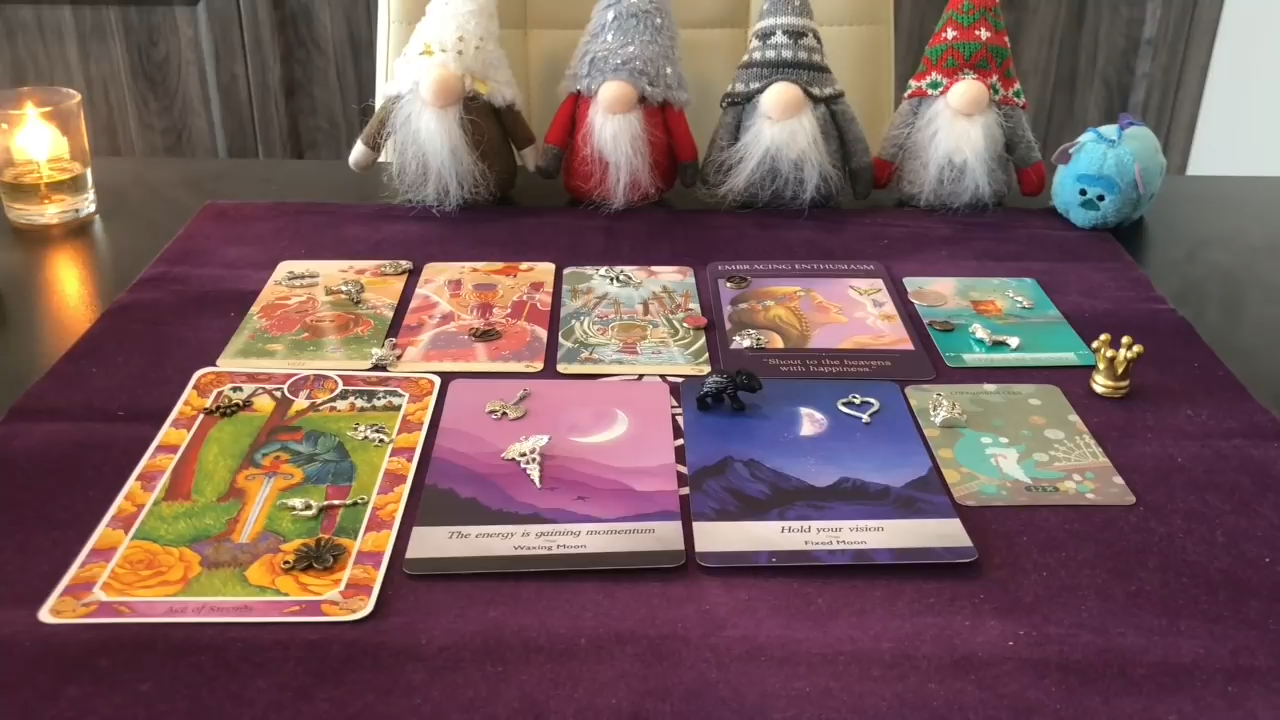 EMBRACING ENTHUSIASM
"Shout to the heavens
with happiness."
The energy is gaining momentum
Waxing Moon
Hold your vision
Fixed Moon
Ace of Swords